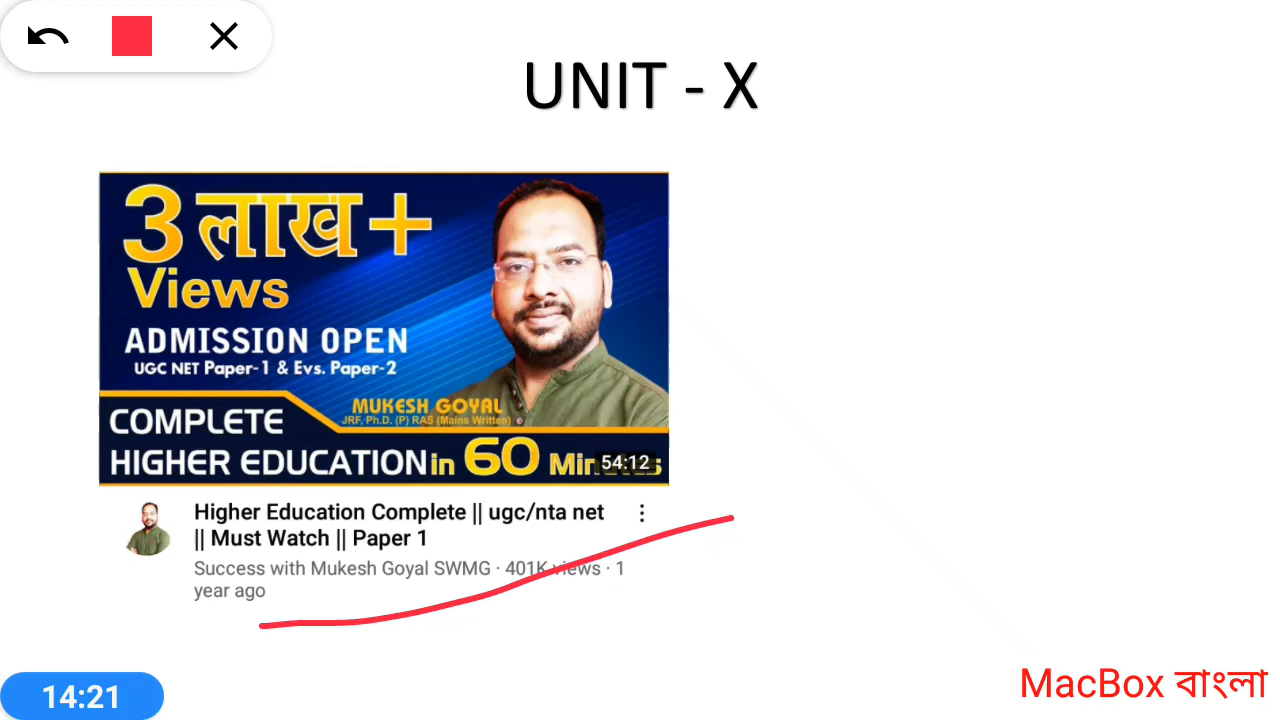 UNIT - X
3 लाख +
Views
ADMISSION OPEN
UGC NET Paper-1 & Evs. Paper-2
MUKESH GOYAL
JRF, Ph.D. (P) RAS (Mains Written)
COMPLETE
HIGHER EDUCATION in 60
54:12
Higher Education Complete || ugc/nta net
|| Must Watch || Paper 1
Success with Mukesh Goyal SWMG · 401K views · 1
year ago
14:21
MacBox বাংলা